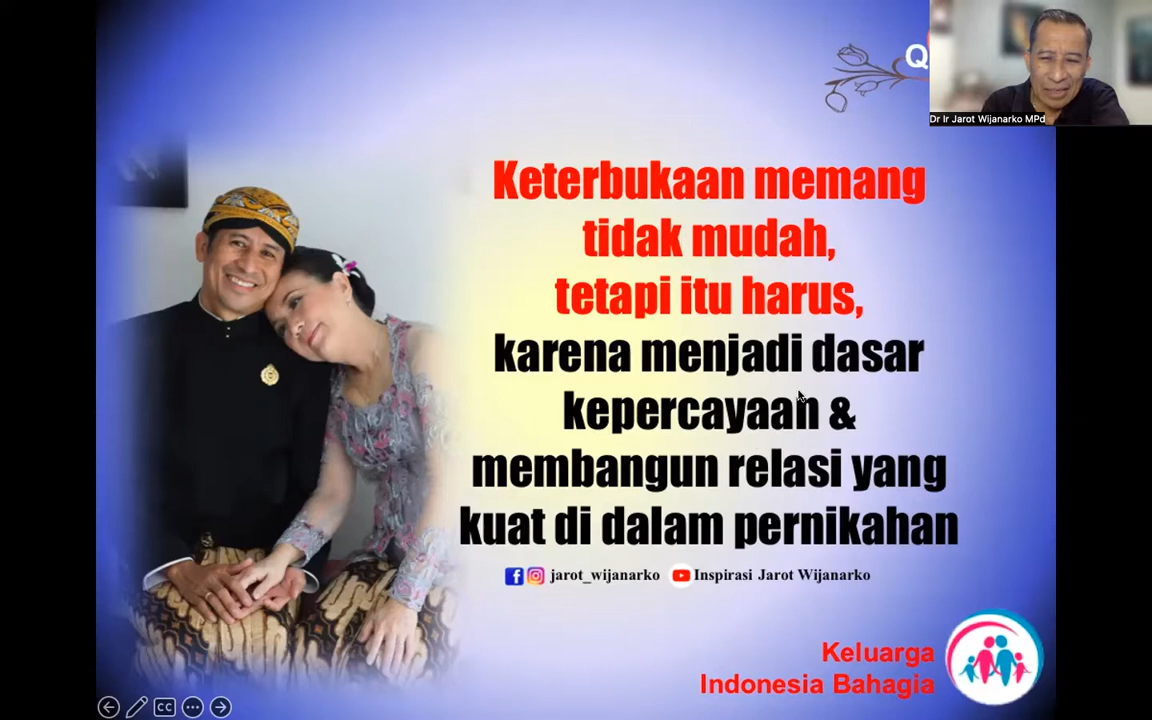 Q
Dr Ir Jarot Wijanarko MPd
Keterbukaan memang
tidak mudah,
tetapi itu harus,
karena menjadi dasar
kepercayaan &
membangun relasi yang
kuat di dalam pernikahan
jarot_wijanarko Inspirasi Jarot Wijanarko
Keluarga
Indonesia Bahagia
CC